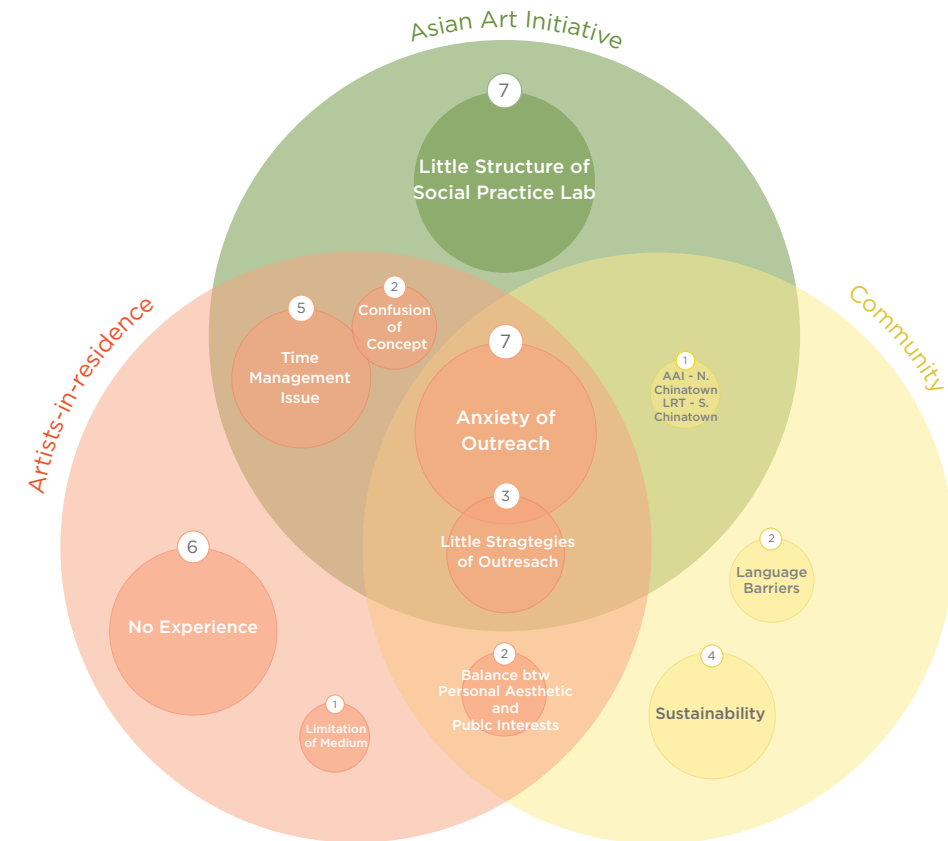 Asian Art Initiative
7
Little Structure of
Social Practice Lab
Artists-in-residence
Community
2
Confusion
of
Concept
5
Time
Management
Issue
7
Anxiety of
Outreach
1
AAI - N.
Chinatown
LRT - S.
Chinatown
3
Little Stragtegies
of Outresach
6
No Experience
2
Language
Barriers
2
Balance btw
Personal Aesthetic
and
Publc Interests
4
Sustainability
1
Limitation
of Medium